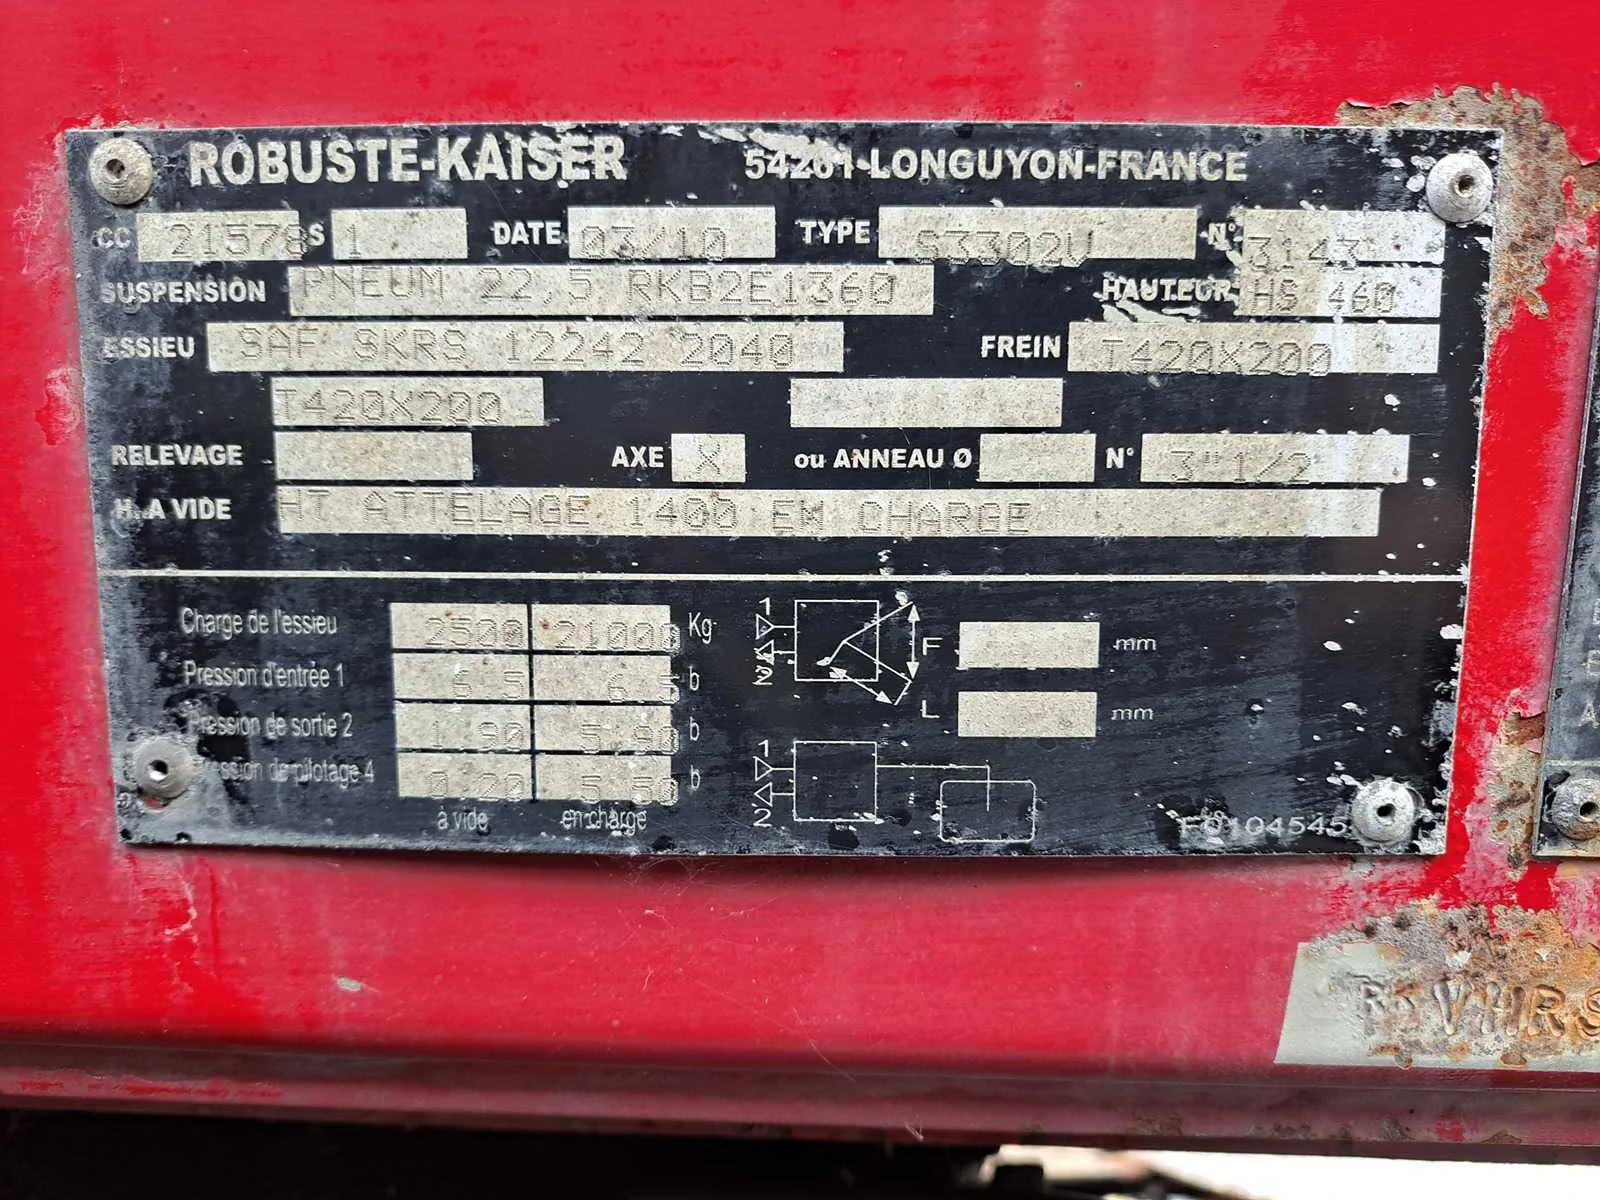 ROBUSTE-KAISER 54261-LONGUYON-FRANCE
CC 21578 S 1 DATE 03/10 TYPE S3302V N° 3143
SUSPENSION PNEUM 22,5 RKB2E1360 HAUTEUR HS 460
ESSIEU SAF SKRS 12242 2040 FREIN T420X200
T420X200
RELEVAGE AXE X ou ANNEAU Ø N° 3"1/2
H. A VIDE HT ATTELAGE 1400 EN CHARGE
Charge de l'essieu 2500 21000 Kg
Pression d'entrée 1 6.5 6.5 b
Pression de sortie 2 1.90 5.90 b
Pression de pilotage 4 0.20 5.50 b
à vide en charge
1
2
F mm
L mm
1
2
F0104545